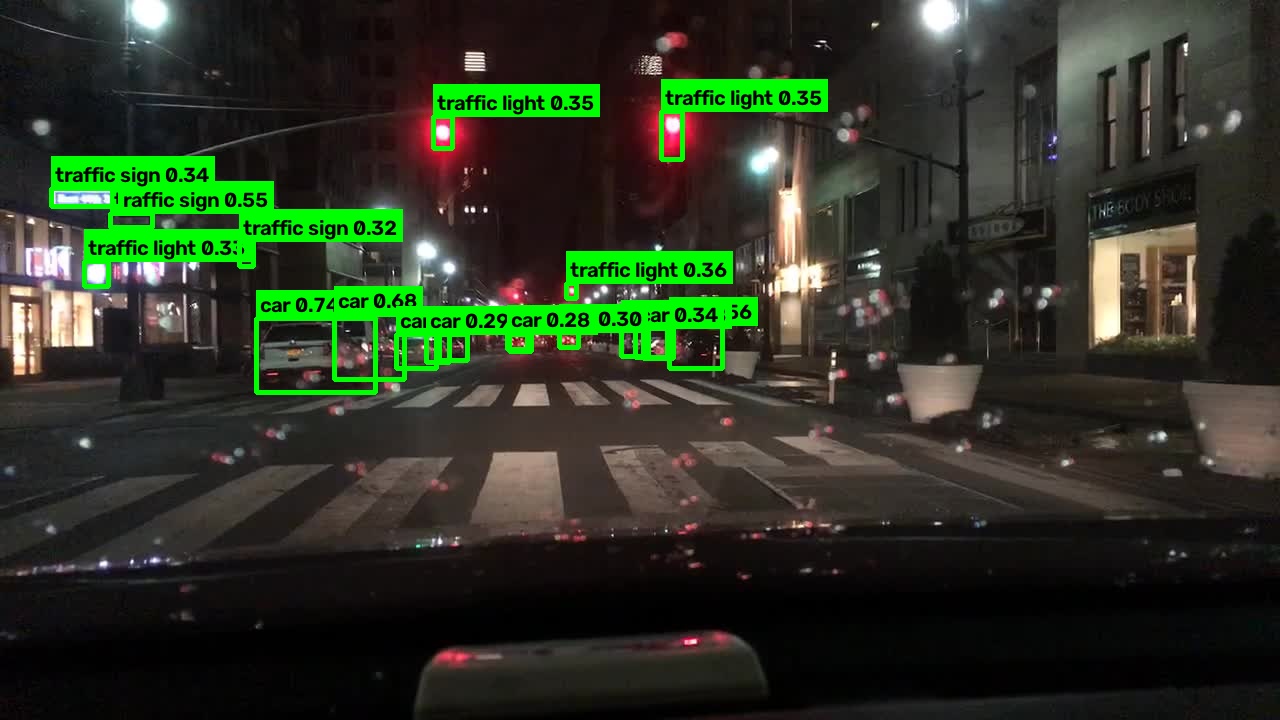 traffic light 0.35
traffic light 0.35
traffic sign 0.34
raffic sign 0.55
traffic sign 0.32
traffic light 0.33
traffic light 0.36
car 0.74
car 0.68
car 0.29
car 0.28
0.30
car 0.34
56
THE BODY SHOP